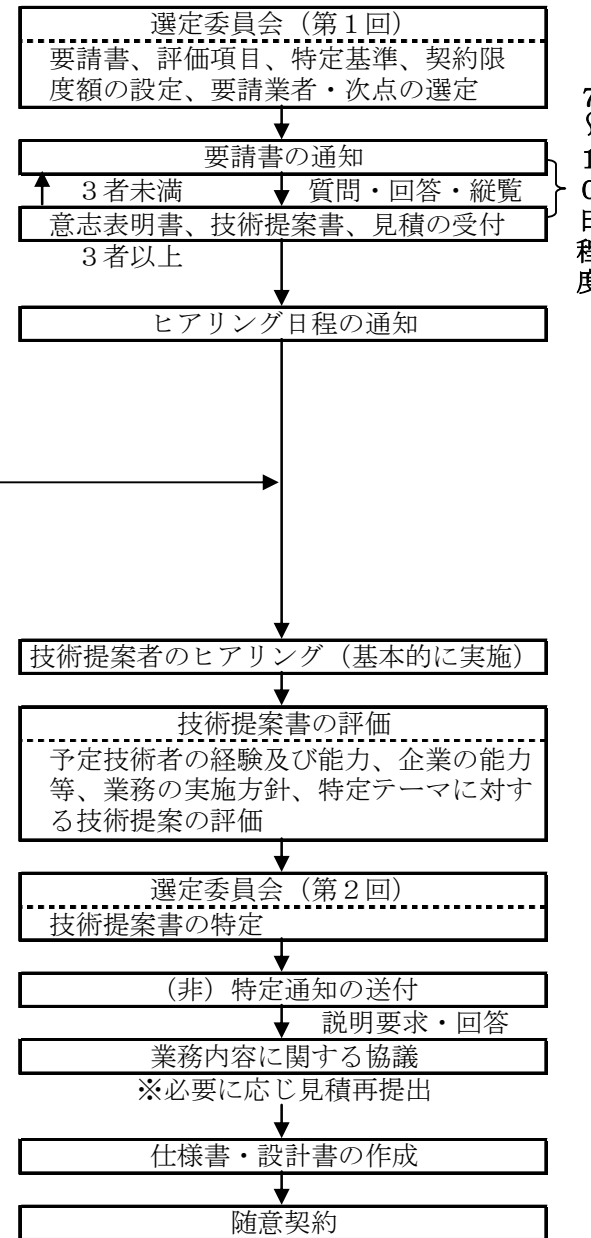 選定委員会（第１回）
要請書、評価項目、特定基準、契約限
度額の設定、要請業者・次点の選定
要請書の通知
３者未満
質問・回答・縦覧
意志表明書、技術提案書、見積の受付
３者以上
７～１０日程度
ヒアリング日程の通知
技術提案者のヒアリング（基本的に実施）
技術提案書の評価
予定技術者の経験及び能力、企業の能力
等、業務の実施方針、特定テーマに対す
る技術提案の評価
選定委員会（第２回）
技術提案書の特定
（非）特定通知の送付
説明要求・回答
業務内容に関する協議
※必要に応じ見積再提出
仕様書・設計書の作成
随意契約